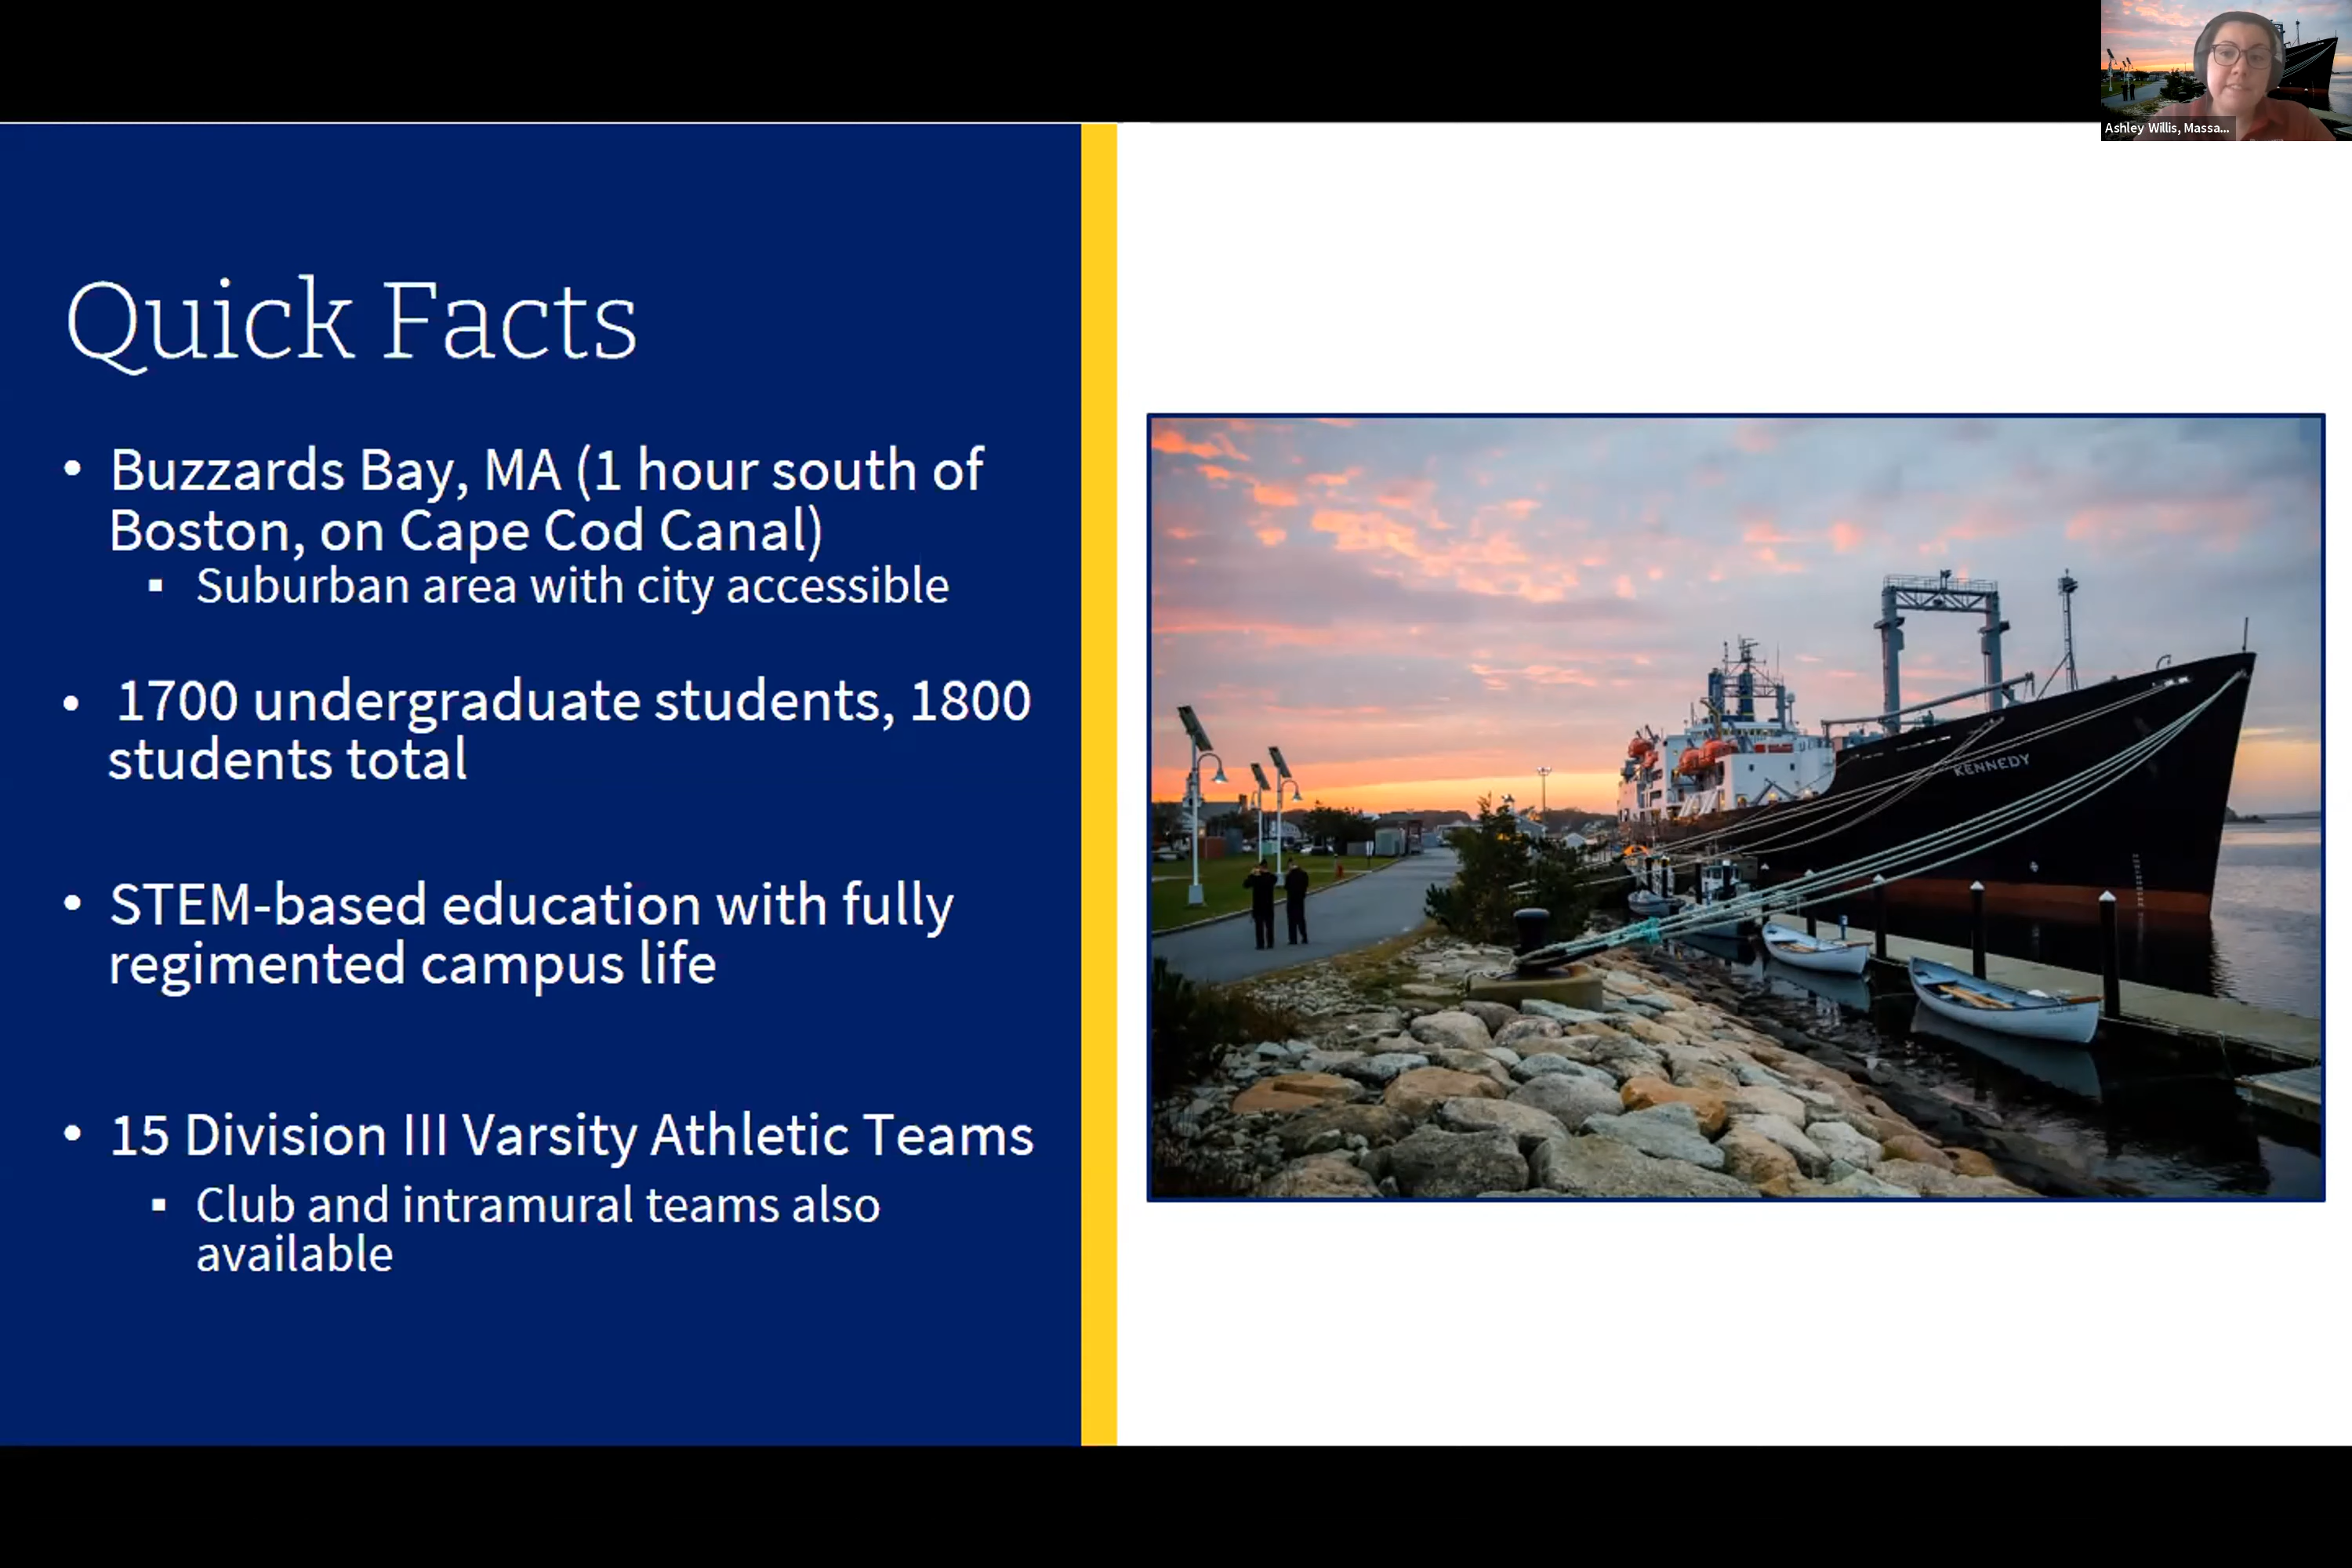 Ashley Willis, Massa...
Quick Facts
• Buzzards Bay, MA (1 hour south of
Boston, on Cape Cod Canal)
▪ Suburban area with city accessible
• 1700 undergraduate students, 1800
students total
• STEM-based education with fully
regimented campus life
• 15 Division III Varsity Athletic Teams
▪ Club and intramural teams also
available
KENNEDY